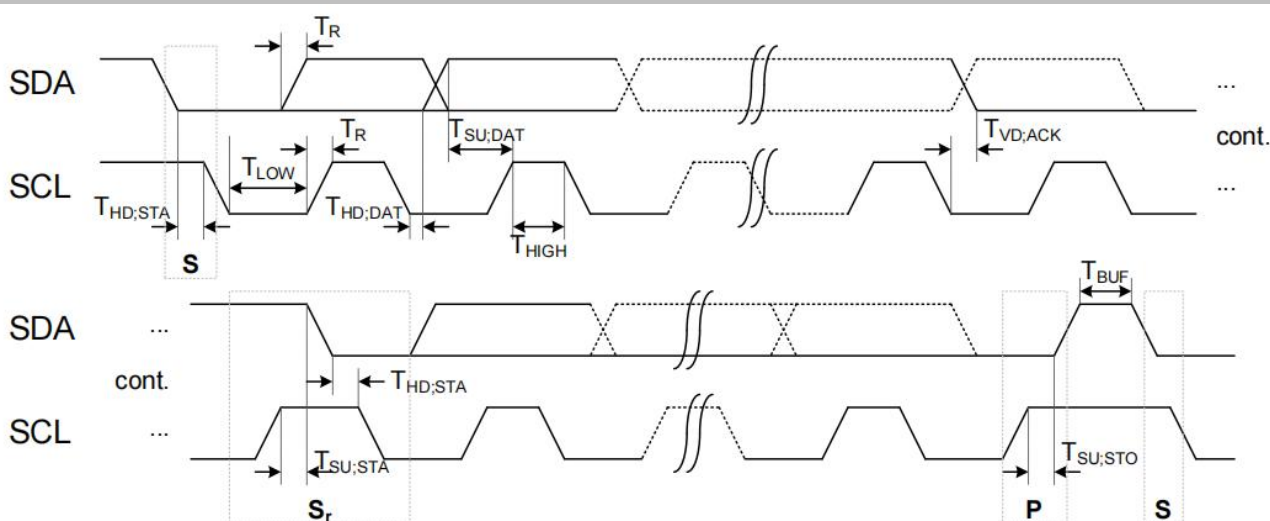 T_R
SDA
...
T_R
T_SU;DAT
T_VD;ACK
cont.
T_LOW
SCL
...
T_HD;STA
T_HD;DAT
T_HIGH
S
T_BUF
SDA
...
cont.
T_HD;STA
SCL
...
T_SU;STA
T_SU;STO
S_r
P
S